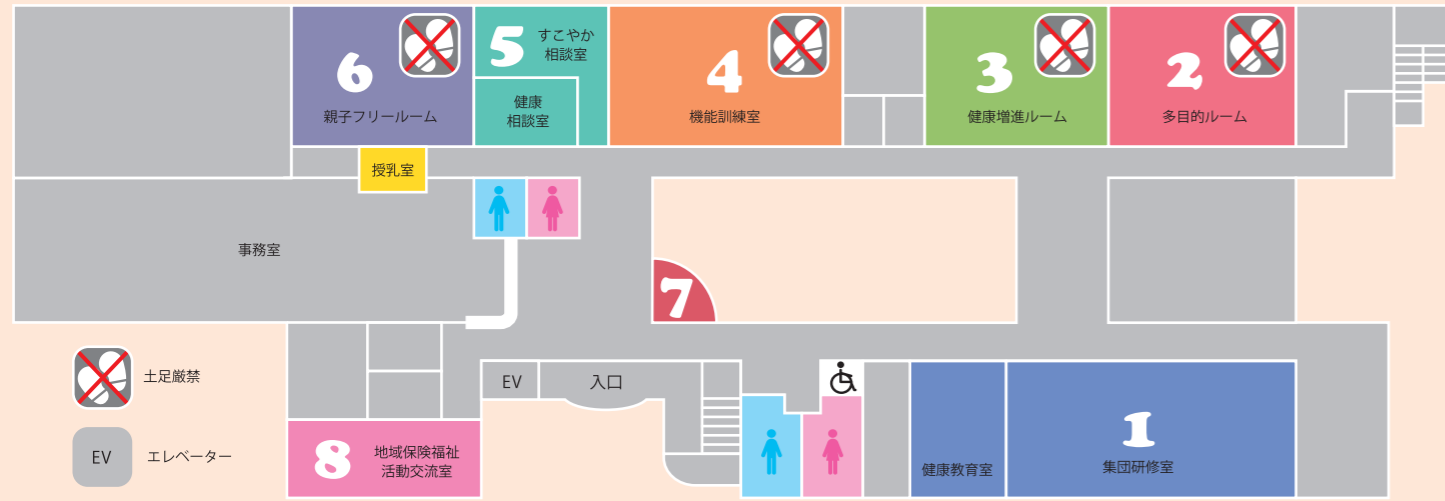 6
親子フリールーム
5
すこやか
相談室
健康
相談室
4
機能訓練室
3
健康増進ルーム
2
多目的ルーム
授乳室
事務室
7
土足厳禁
EV
エレベーター
EV
入口
8
地域保険福祉
活動交流室
健康教育室
1
集団研修室